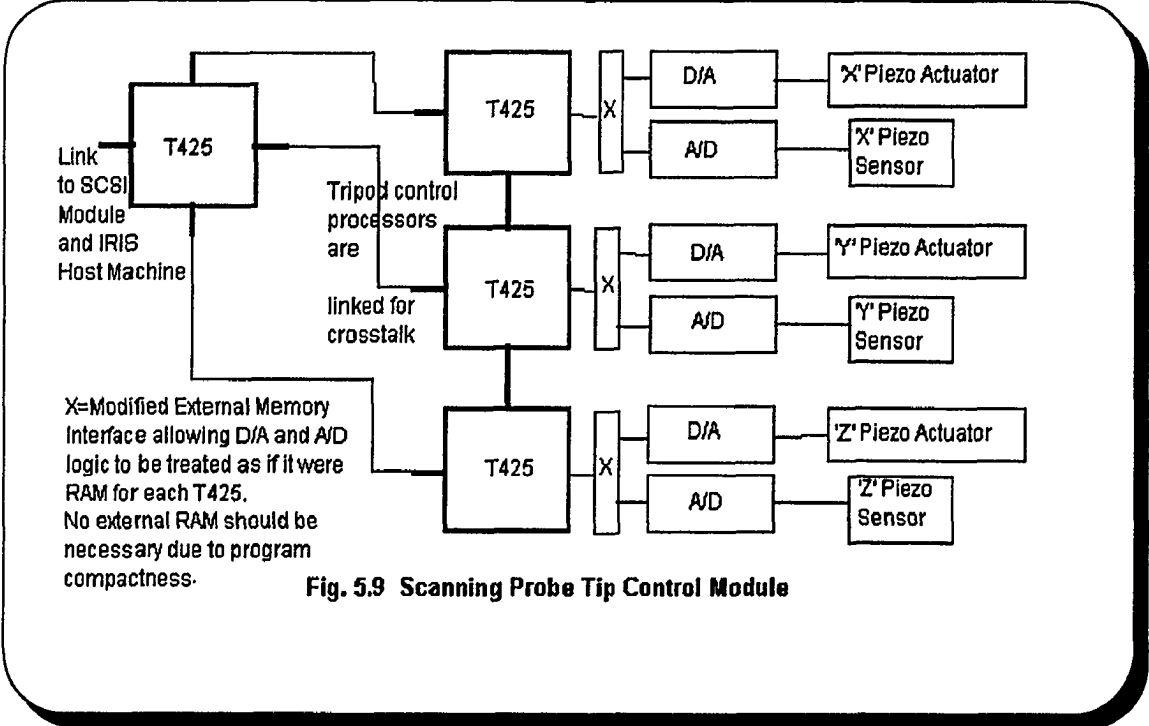 T425
Link
to SCSI
Module
and IRIS
Host Machine
Tripod control
processors
are
linked for
crosstalk
T425
X
D/A
'X' Piezo Actuator
A/D
'X' Piezo
Sensor
T425
X
D/A
'Y' Piezo Actuator
A/D
'Y' Piezo
Sensor
T425
X
D/A
'Z' Piezo Actuator
A/D
'Z' Piezo
Sensor
X=Modified External Memory
Interface allowing D/A and A/D
logic to be treated as if it were
RAM for each T425.
No external RAM should be
necessary due to program
compactness.
Fig. 5.9 Scanning Probe Tip Control Module